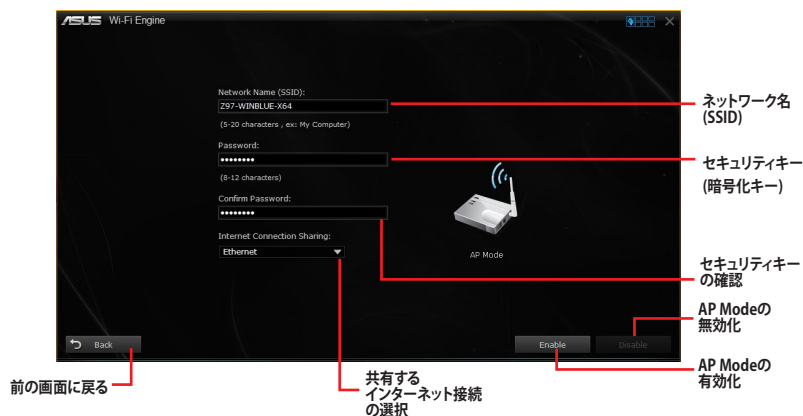 ASUS Wi-Fi Engine
Network Name (SSID):
Z97-WINBLUE-X64
(5-20 characters , ex: My Computer)
Password:
••••••••
(8-12 characters)
Confirm Password:
••••••••
Internet Connection Sharing:
Ethernet
AP Mode
Back
Enable
Disable
ネットワーク名
(SSID)
セキュリティキー
(暗号化キー)
セキュリティキー
の確認
AP Modeの
無効化
AP Modeの
有効化
前の画面に戻る
共有する
インターネット接続
の選択